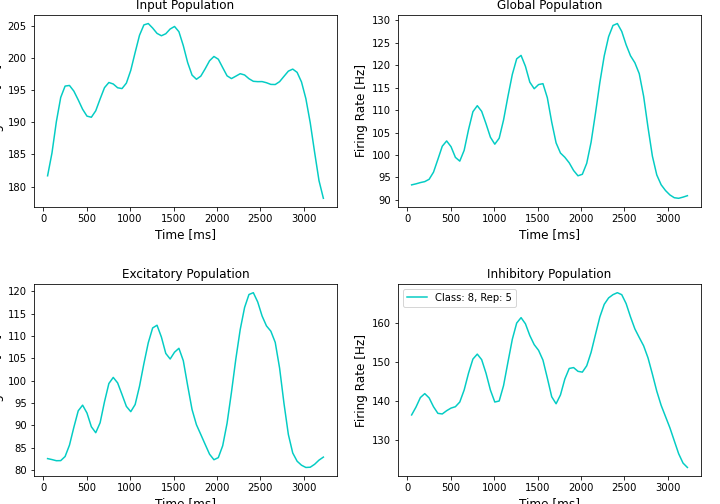 Input Population
Global Population
205
200
195
190
185
180
0 500 1000 1500 2000 2500 3000
Time [ms]
Firing Rate [Hz]
130
125
120
115
110
105
100
95
90
0 500 1000 1500 2000 2500 3000
Time [ms]
Excitatory Population
Inhibitory Population
120
115
110
105
100
95
90
85
80
0 500 1000 1500 2000 2500 3000
Time [ms]
Class: 8, Rep: 5
Firing Rate [Hz]
160
150
140
130
0 500 1000 1500 2000 2500 3000
Time [ms]